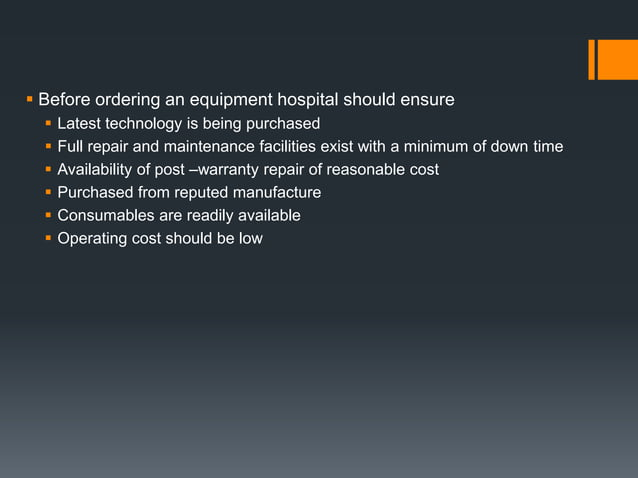 Before ordering an equipment hospital should ensure
Latest technology is being purchased
Full repair and maintenance facilities exist with a minimum of down time
Availability of post –warranty repair of reasonable cost
Purchased from reputed manufacture
Consumables are readily available
Operating cost should be low